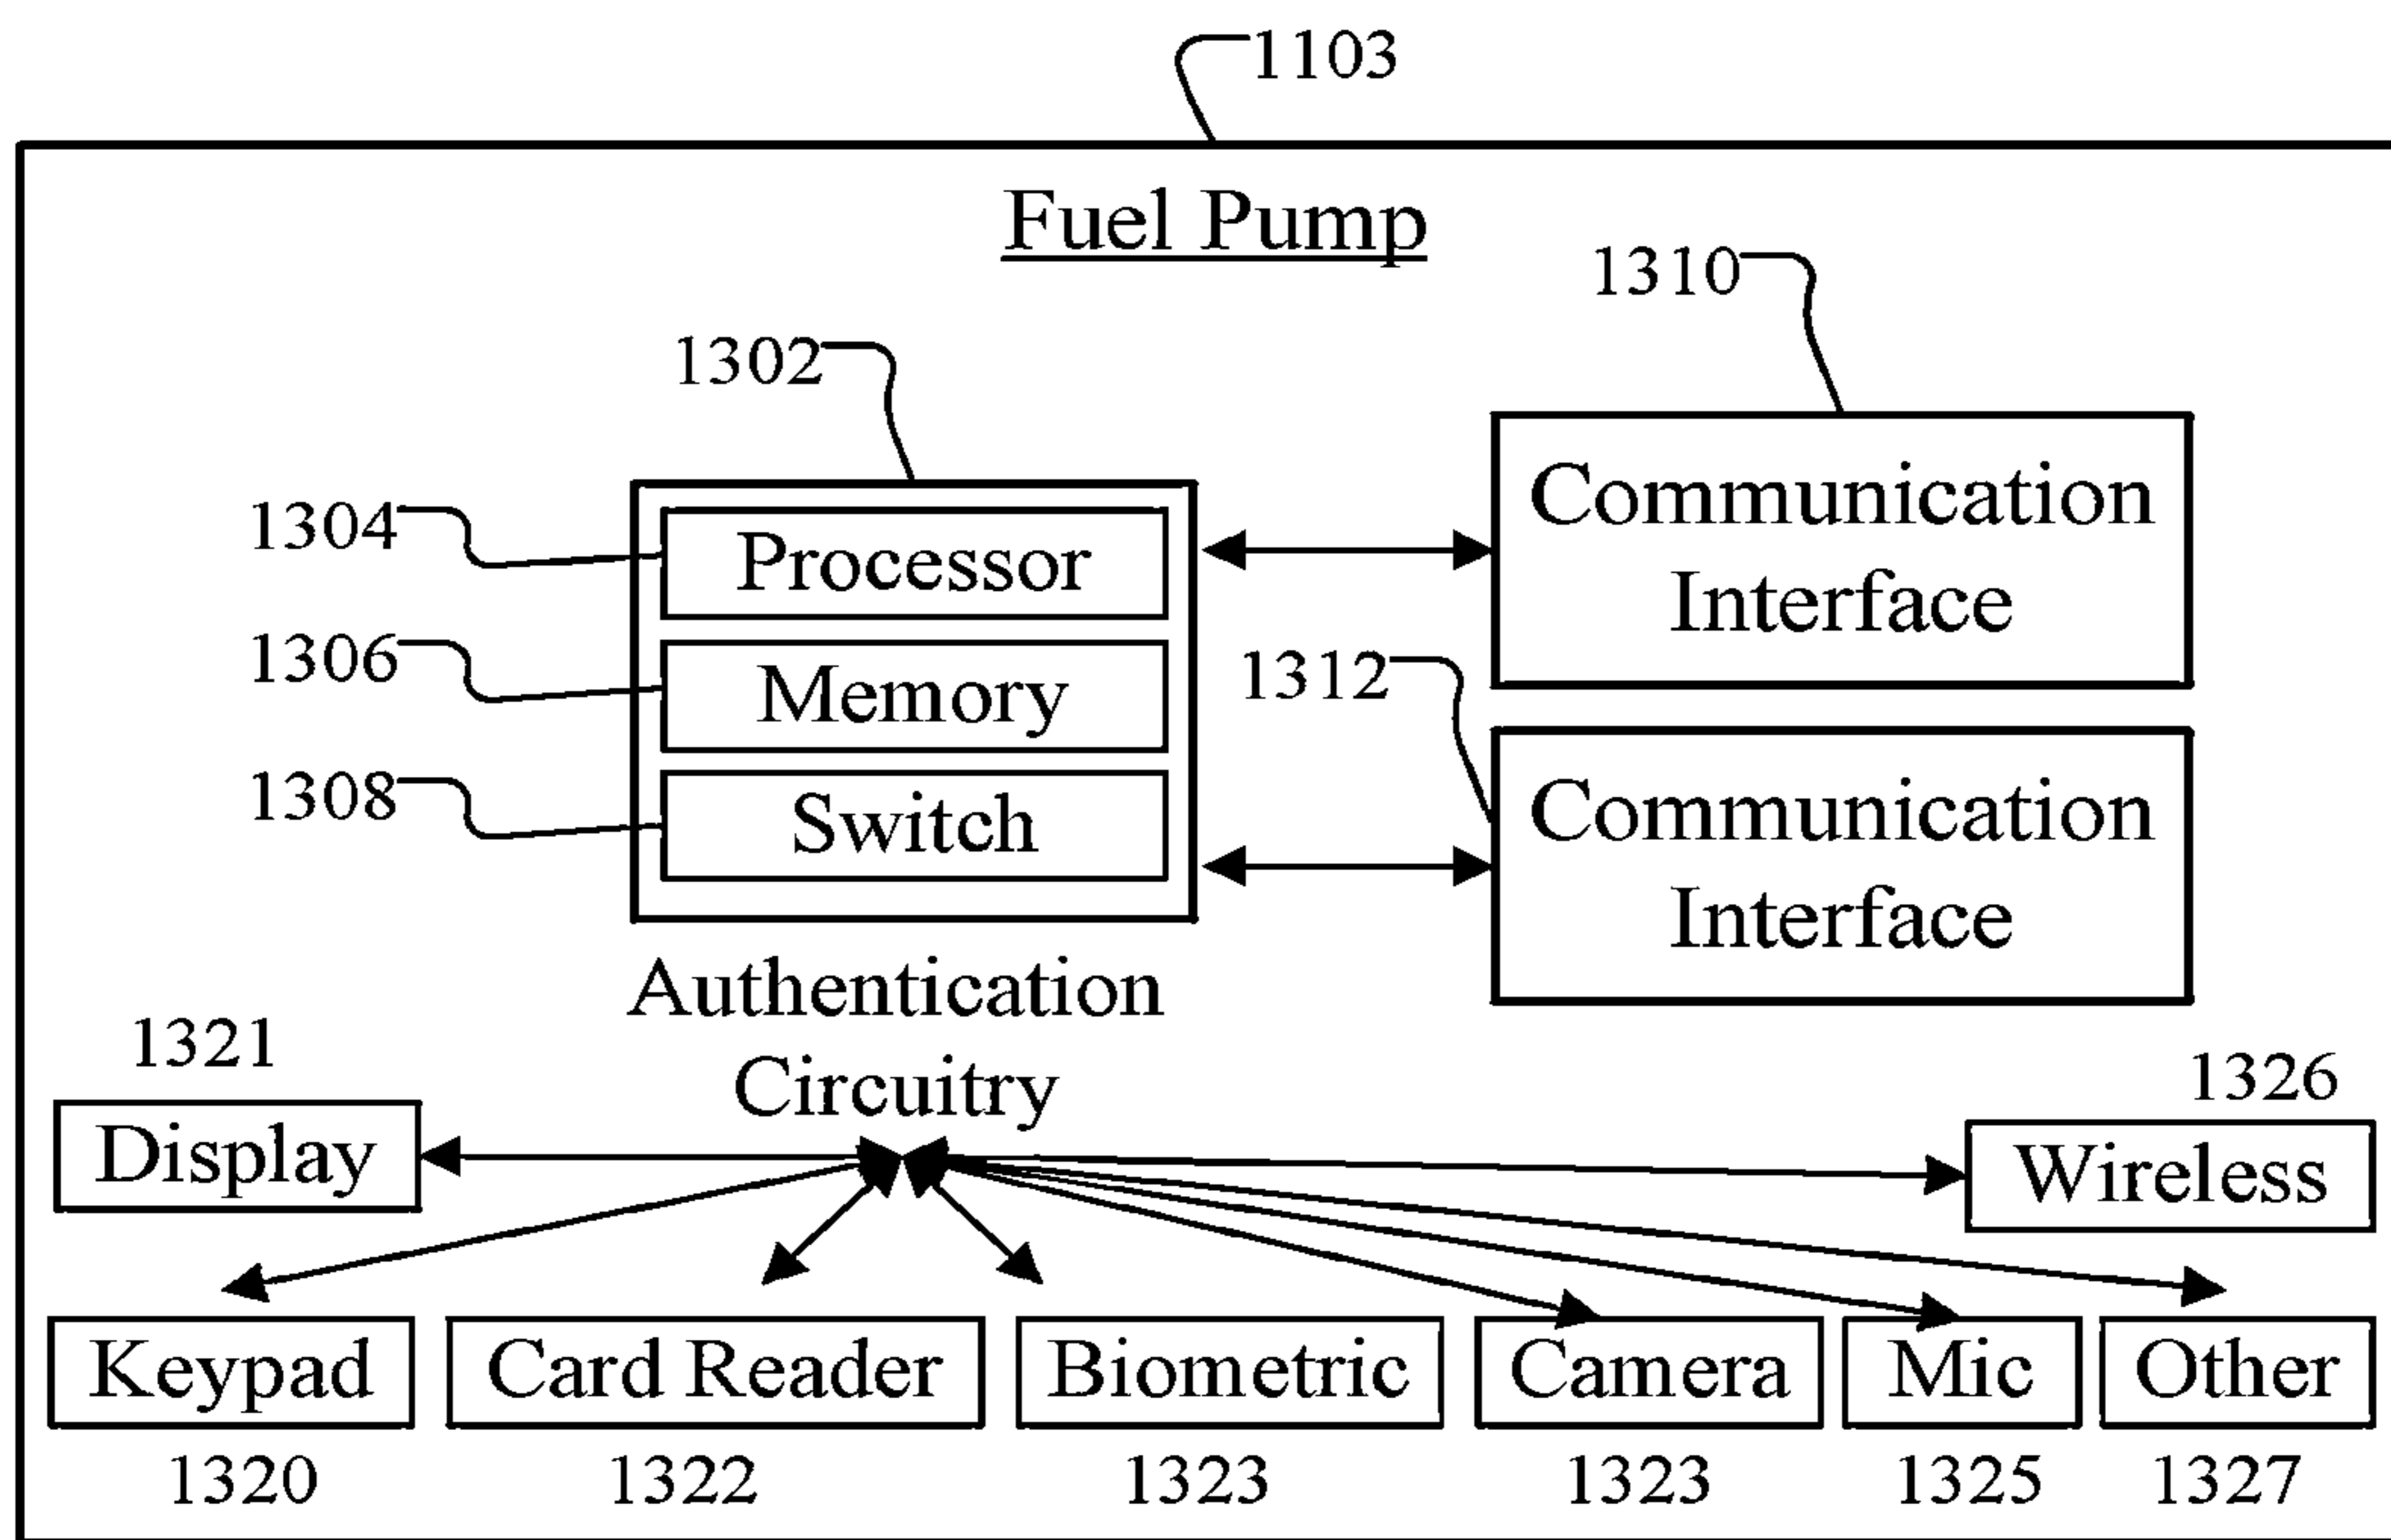 1103
Fuel Pump
1310
1302
Communication
Interface
1304
Processor
1306
Memory
1312
1308
Switch
Communication
Interface
Authentication
Circuitry
1321
Display
1326
Wireless
Keypad
Card Reader
Biometric
Camera
Mic
Other
1320
1322
1323
1323
1325
1327